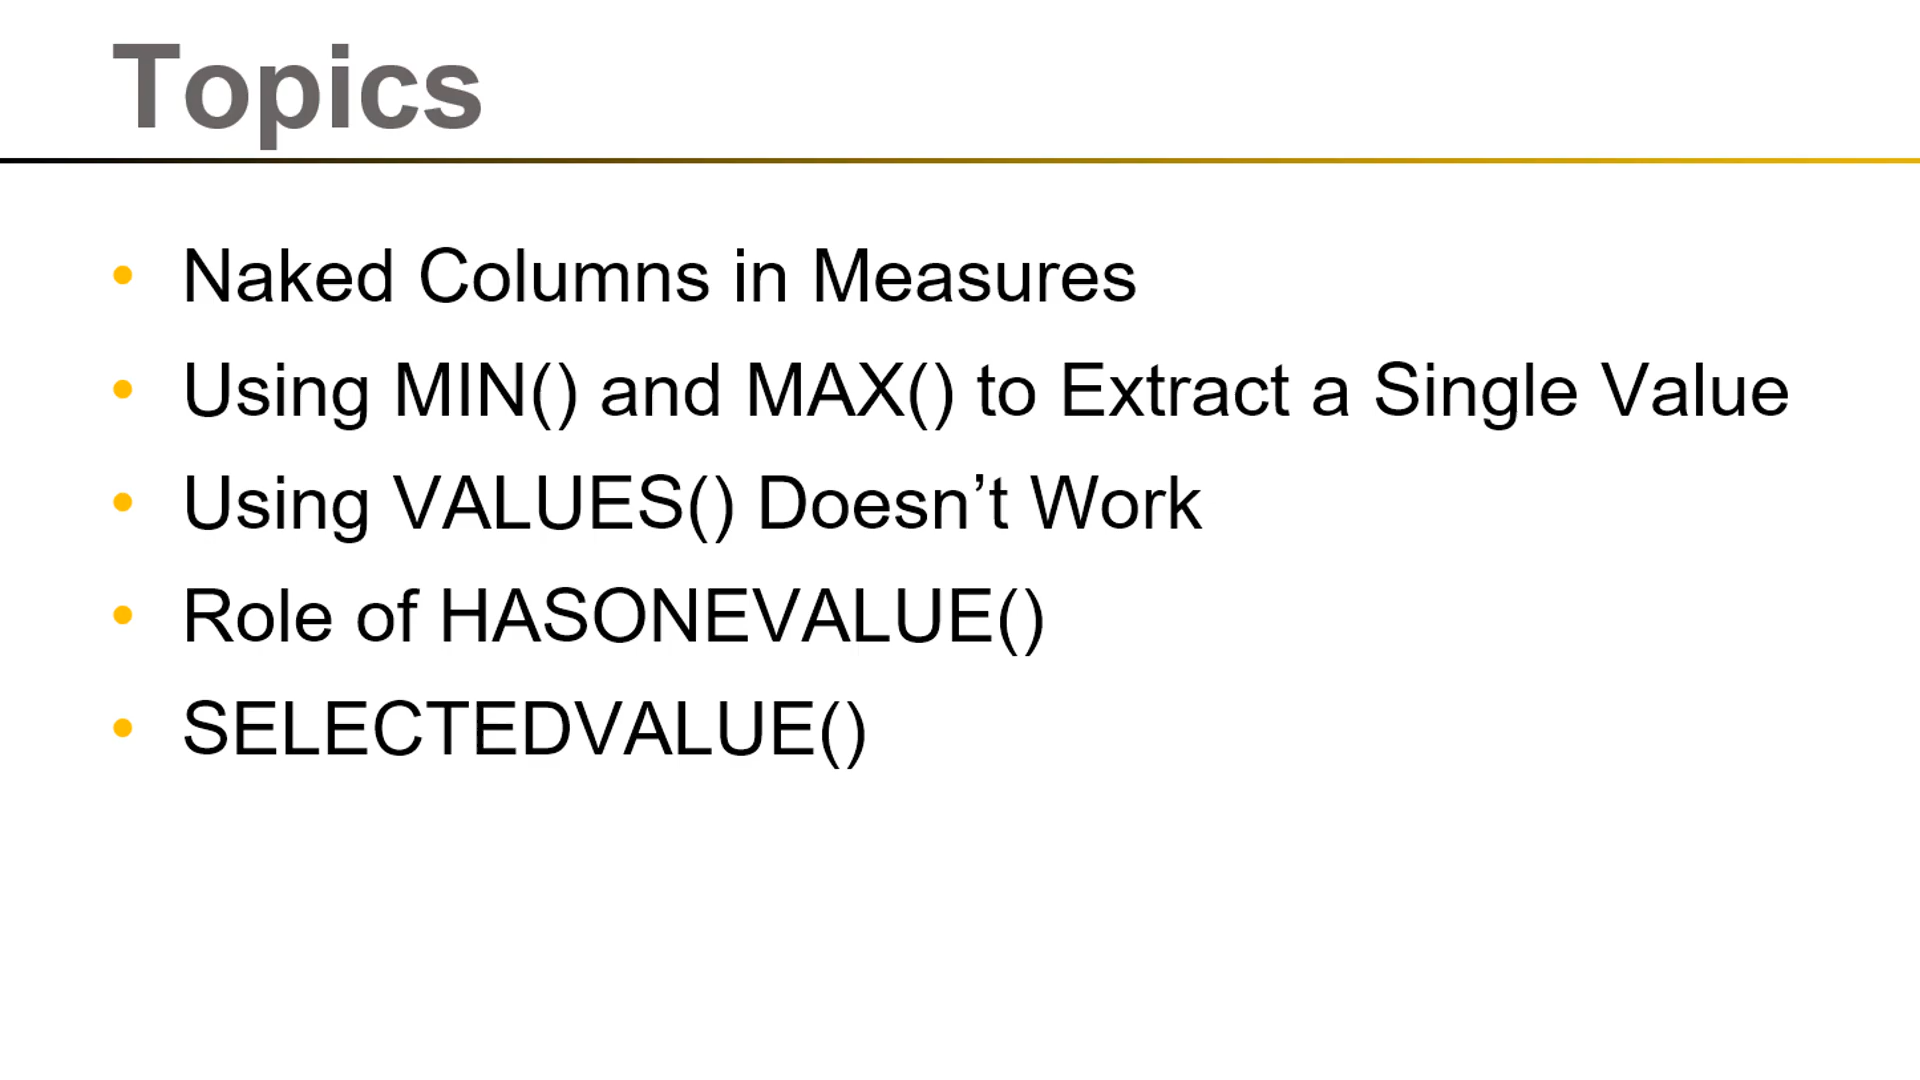 Topics
• Naked Columns in Measures
• Using MIN() and MAX() to Extract a Single Value
• Using VALUES() Doesn’t Work
• Role of HASONEVALUE()
• SELECTEDVALUE()